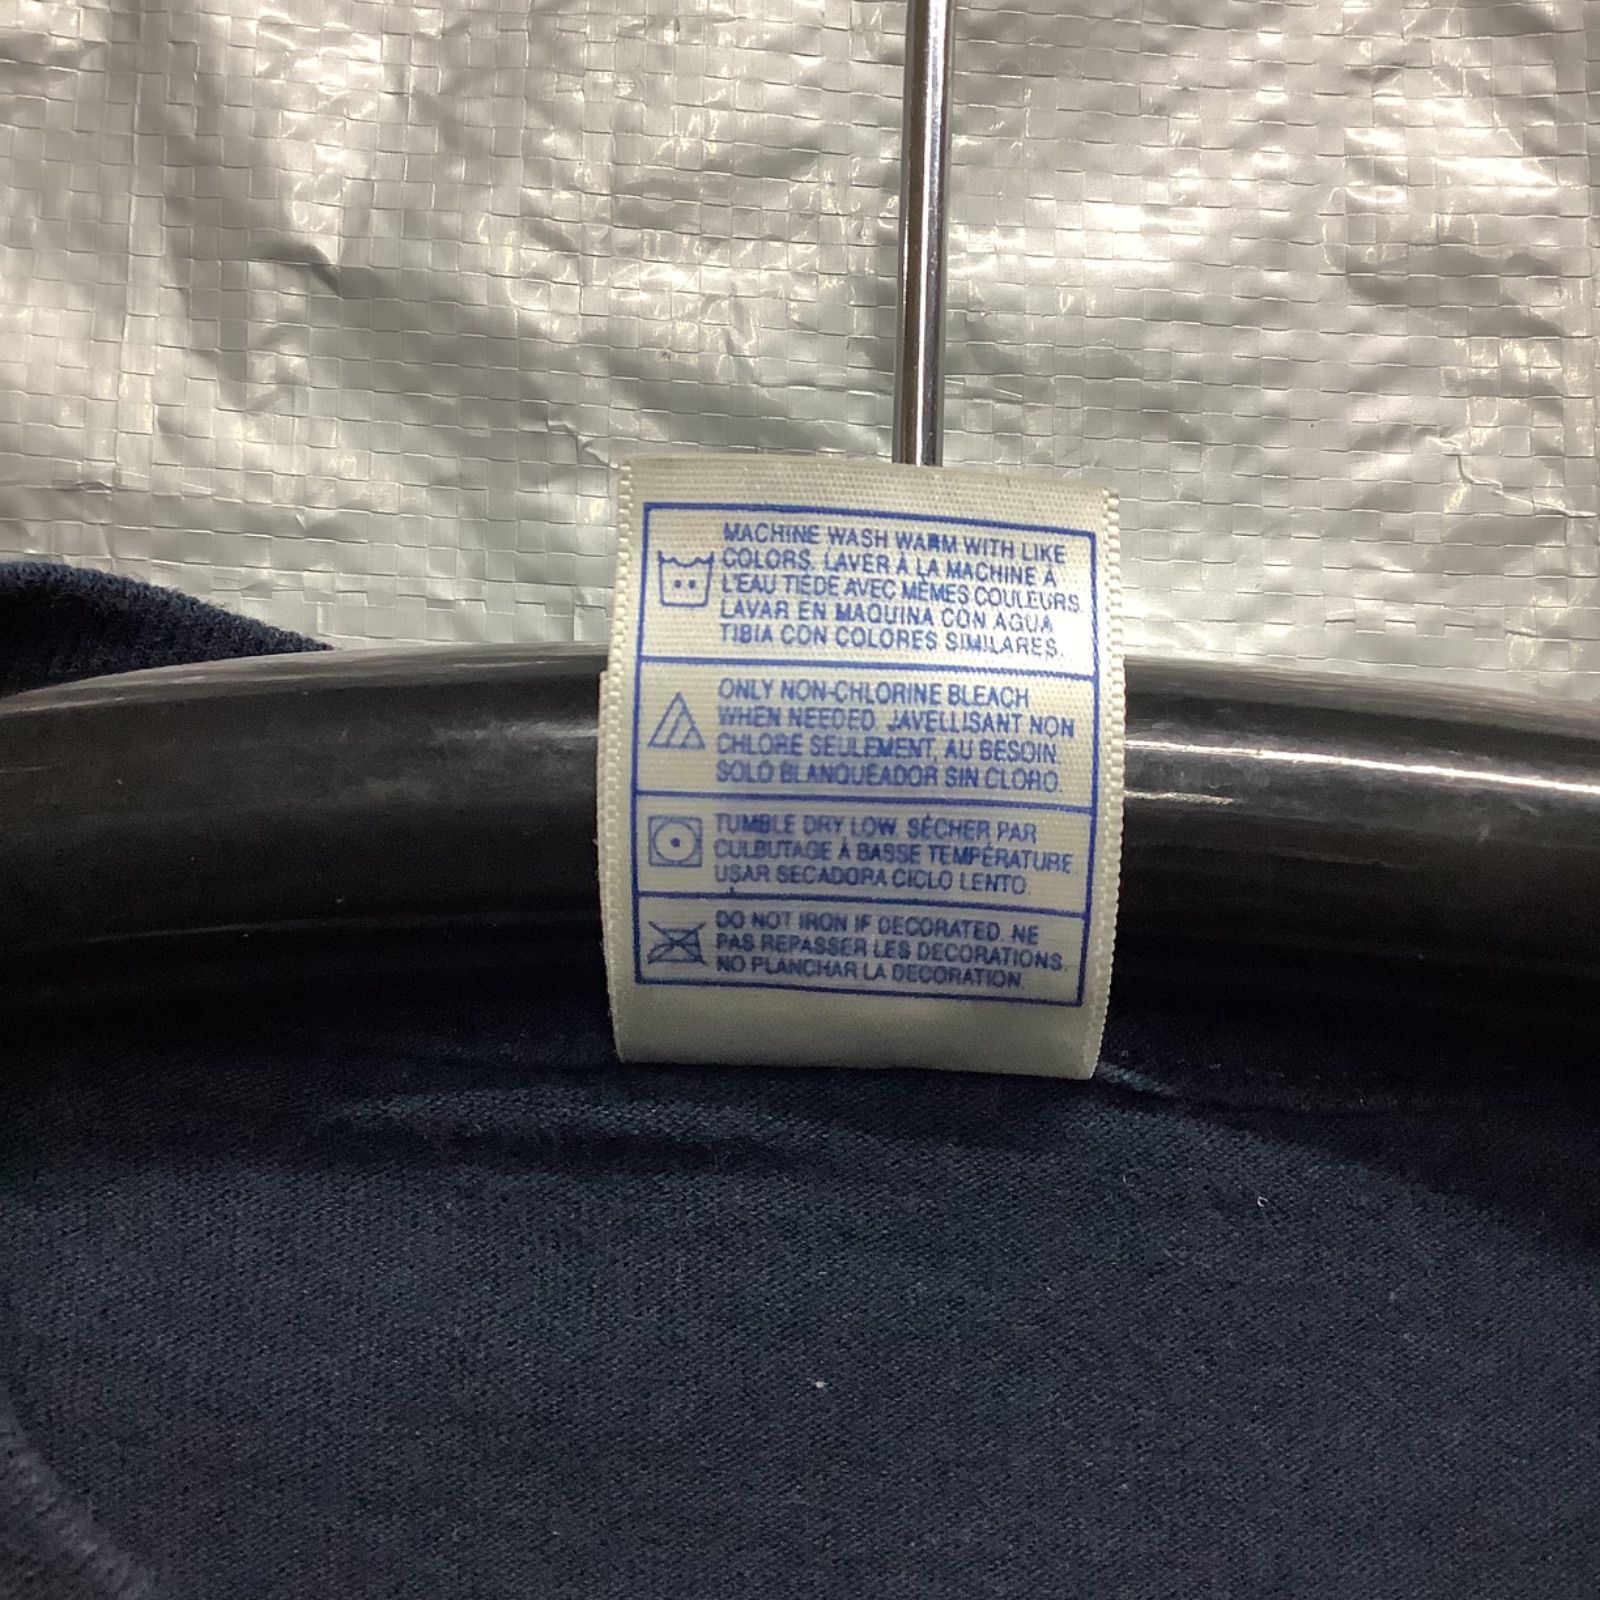 MACHINE WASH WARM WITH LIKE
COLORS. LAVER À LA MACHINE À
L'EAU TIÈDE AVEC MÊMES COULEURS.
LAVAR EN MAQUINA CON AGUA
TIBIA CON COLORES SIMILARES.
ONLY NON-CHLORINE BLEACH
WHEN NEEDED. JAVELLISANT NON
CHLORE SEULEMENT, AU BESOIN.
SOLO BLANQUEADOR SIN CLORO.
TUMBLE DRY LOW. SÉCHER PAR
CULBUTAGE À BASSE TEMPÉRATURE.
USAR SECADORA CICLO LENTO.
DO NOT IRON IF DECORATED. NE
PAS REPASSER LES DECORATIONS.
NO PLANCHAR LA DECORATION.